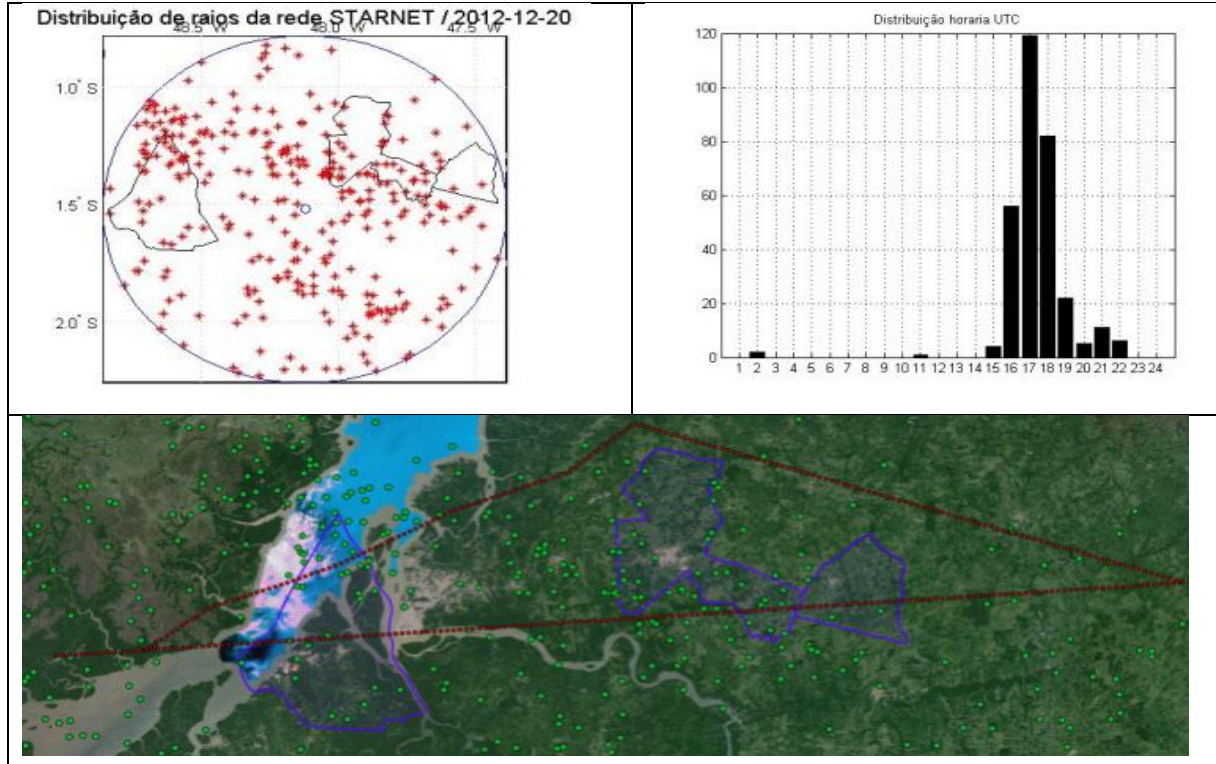 Distribuição de raios da rede STARNET / 2012-12-20
48.5° W 48.0° W 47.5° W
1.0° S
1.5° S
2.0° S
Distribuição horaria UTC
120
100
80
60
40
20
0
1 2 3 4 5 6 7 8 9 10 11 12 13 14 15 16 17 18 19 20 21 22 23 24